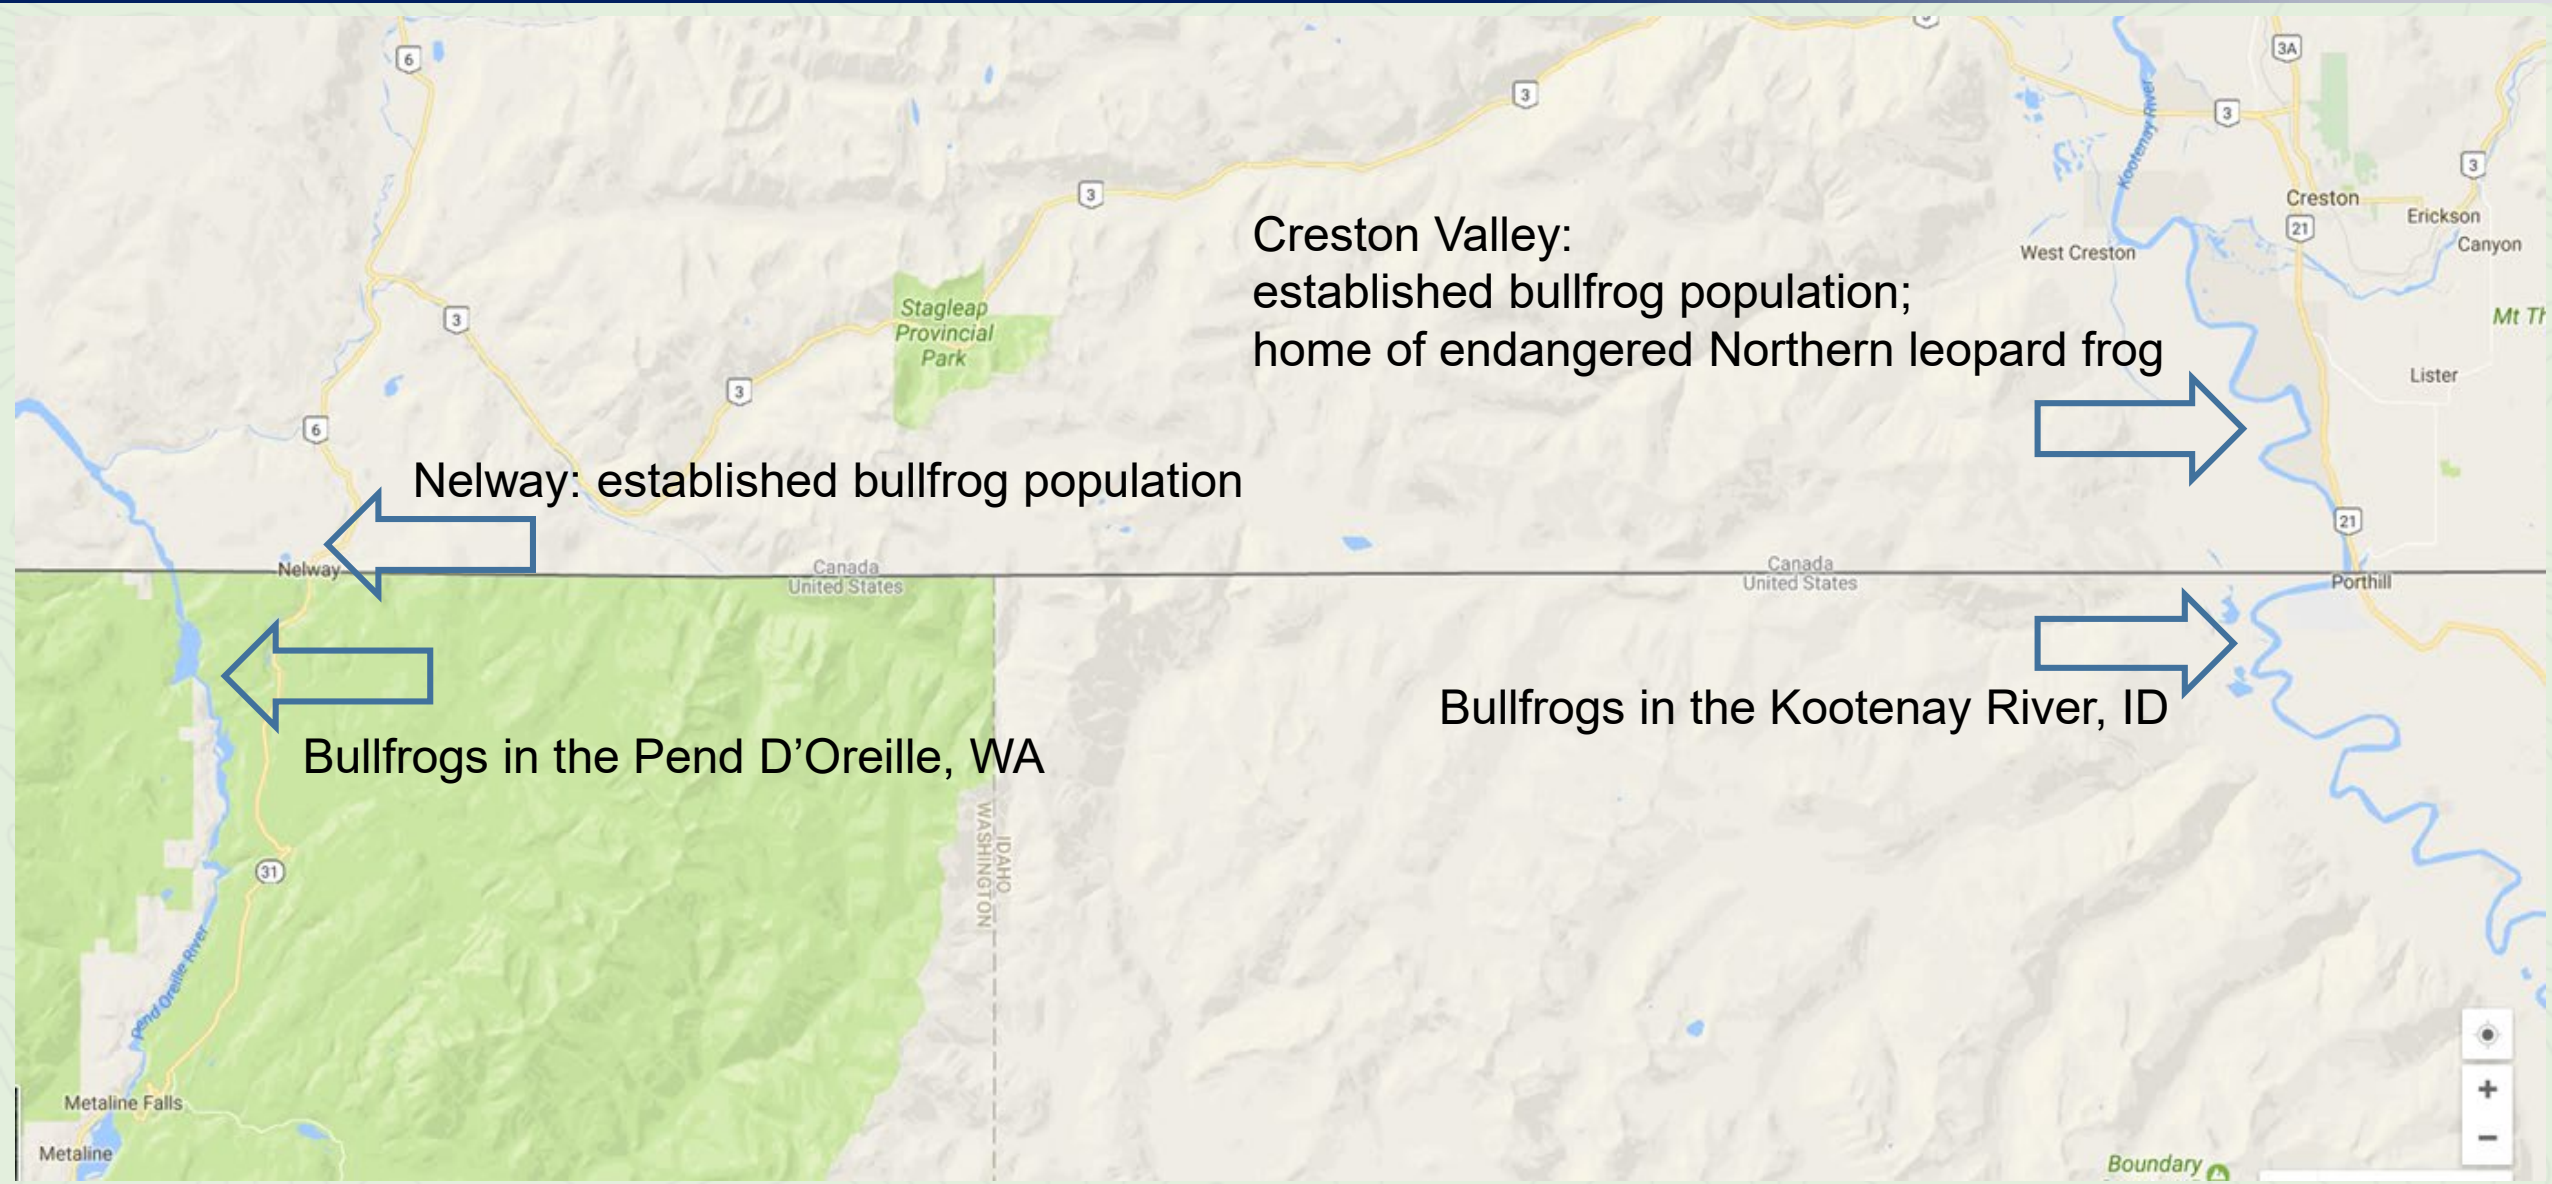 6
3
3A
3
Kootenay River
3
3
Creston
Erickson
21
Canyon
West Creston
Creston Valley:
established bullfrog population;
home of endangered Northern leopard frog
Stagleap
Provincial
Park
3
Mt Th
3
Lister
6
Nelway: established bullfrog population
21
Nelway
Canada
United States
Canada
United States
Porthill
Bullfrogs in the Kootenay River, ID
Bullfrogs in the Pend D'Oreille, WA
IDAHO
WASHINGTON
31
Pend Oreille River
Metaline Falls
Metaline
+
−
Boundary